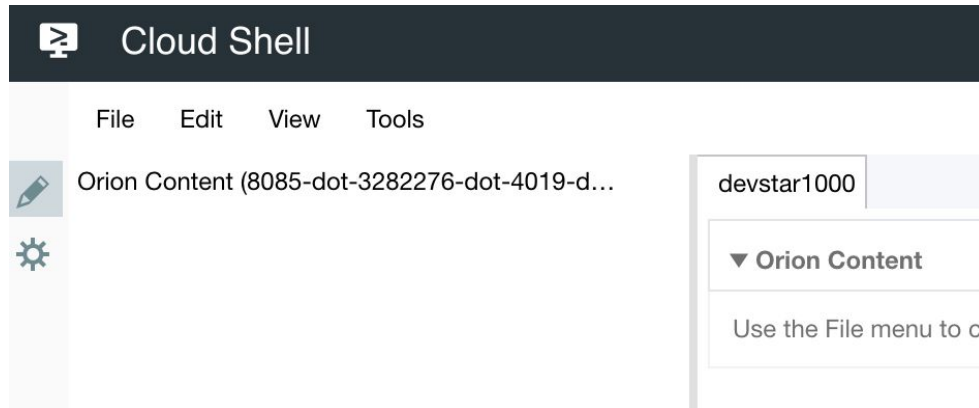 Cloud Shell
File Edit View Tools
Orion Content (8085-dot-3282276-dot-4019-d...
devstar1000
Orion Content
Use the File menu to